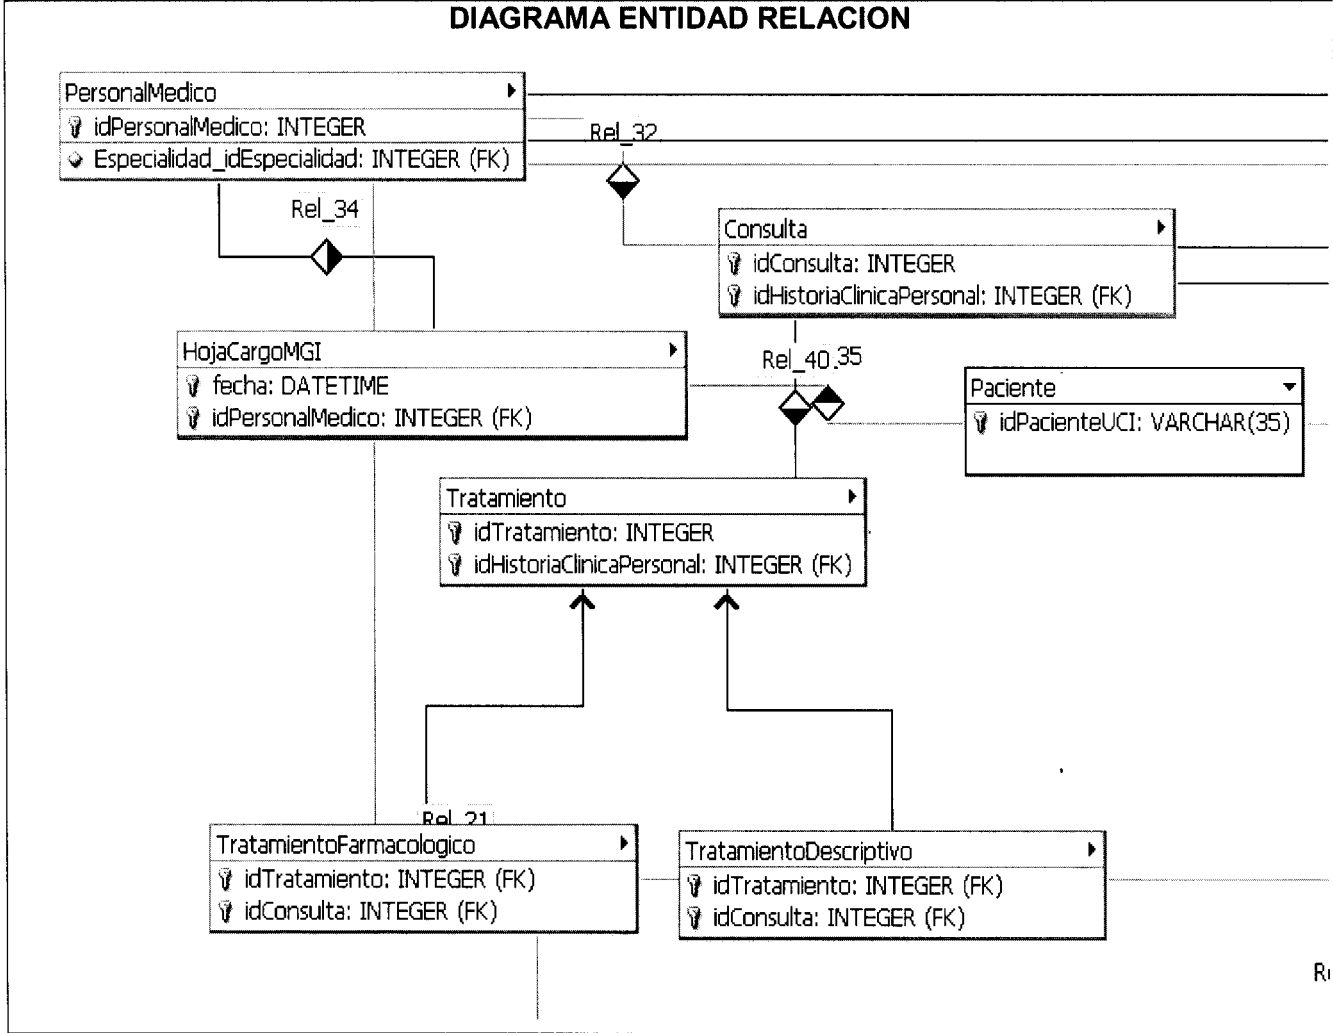 DIAGRAMA ENTIDAD RELACION
PersonalMedico
idPersonalMedico: INTEGER
Especialidad_idEspecialidad: INTEGER (FK)
Rel_32
Rel_34
Consulta
idConsulta: INTEGER
idHistoriaClinicaPersonal: INTEGER (FK)
HojaCargoMGI
fecha: DATETIME
idPersonalMedico: INTEGER (FK)
Rel_40
35
Paciente
idPacienteUCI: VARCHAR(35)
Tratamiento
idTratamiento: INTEGER
idHistoriaClinicaPersonal: INTEGER (FK)
Rel_21
TratamientoFarmacologico
idTratamiento: INTEGER (FK)
idConsulta: INTEGER (FK)
TratamientoDescriptivo
idTratamiento: INTEGER (FK)
idConsulta: INTEGER (FK)